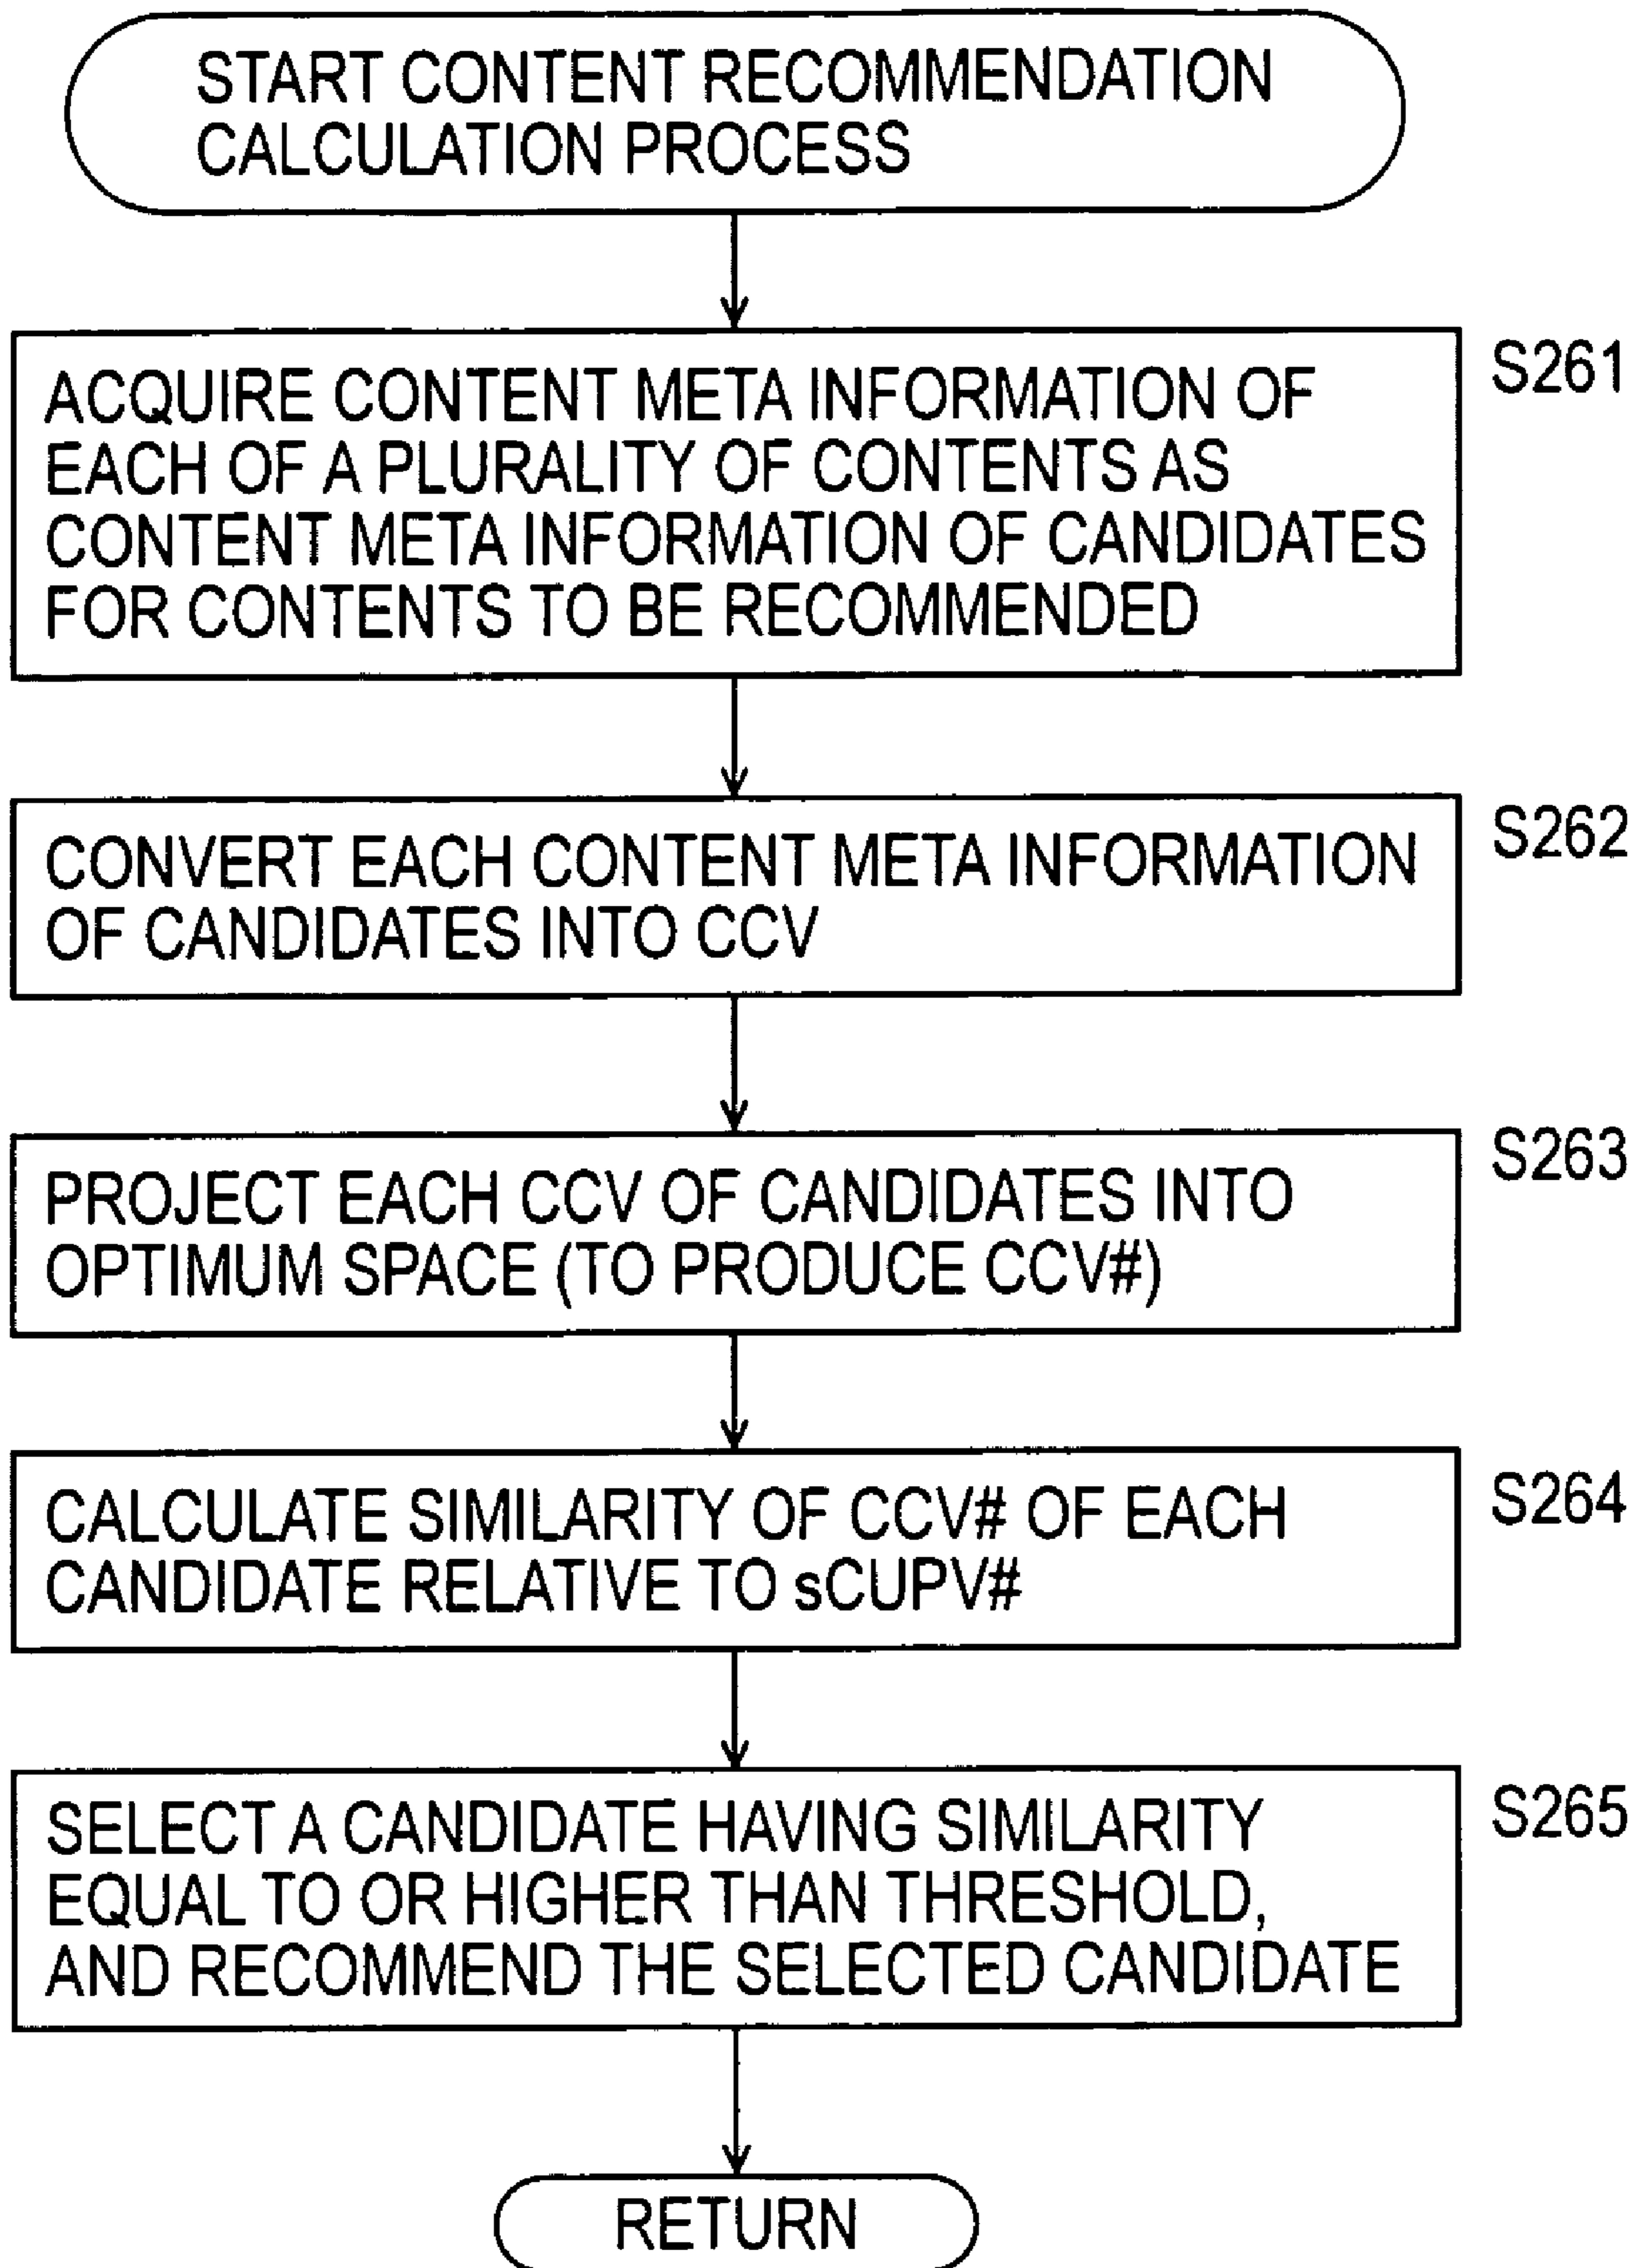 START CONTENT RECOMMENDATION
CALCULATION PROCESS
S261
ACQUIRE CONTENT META INFORMATION OF
EACH OF A PLURALITY OF CONTENTS AS
CONTENT META INFORMATION OF CANDIDATES
FOR CONTENTS TO BE RECOMMENDED
S262
CONVERT EACH CONTENT META INFORMATION
OF CANDIDATES INTO CCV
S263
PROJECT EACH CCV OF CANDIDATES INTO
OPTIMUM SPACE (TO PRODUCE CCV#)
S264
CALCULATE SIMILARITY OF CCV# OF EACH
CANDIDATE RELATIVE TO sCUPV#
S265
SELECT A CANDIDATE HAVING SIMILARITY
EQUAL TO OR HIGHER THAN THRESHOLD,
AND RECOMMEND THE SELECTED CANDIDATE
RETURN